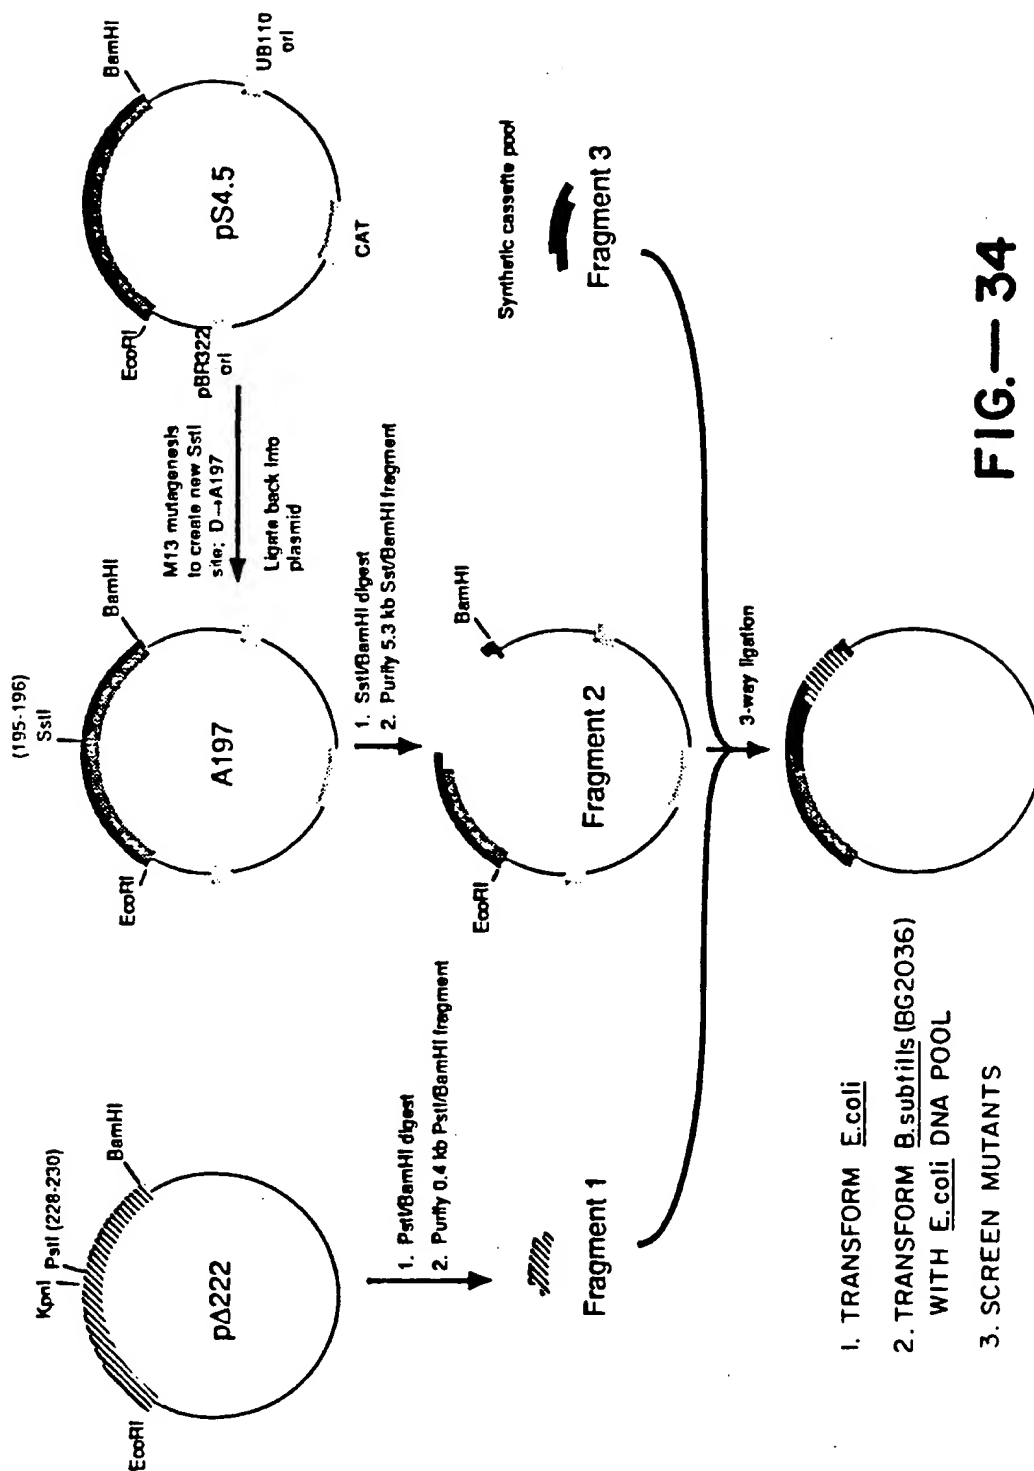 KpnI
PstI (228-230)
EcoRI
BamHI
pΔ222
1. PstI/BamHI digest
2. Purify 0.4 kb PstI/BamHI fragment
Fragment 1
(195-196)
SstI
EcoRI
BamHI
A197
M13 mutagenesis
to create new SstI
site; D→A197
Ligate back into
plasmid
EcoRI
BamHI
pS4.5
pBR322
ori
UB110
ori
CAT
1. SstI/BamHI digest
2. Purify 5.3 kb SstI/BamHI fragment
EcoRI
BamHI
Fragment 2
Synthetic cassette pool
Fragment 3
3-way ligation
1. TRANSFORM E.coli
2. TRANSFORM B.subtills (BG2036)
WITH E.coli DNA POOL
3. SCREEN MUTANTS
FIG.—34